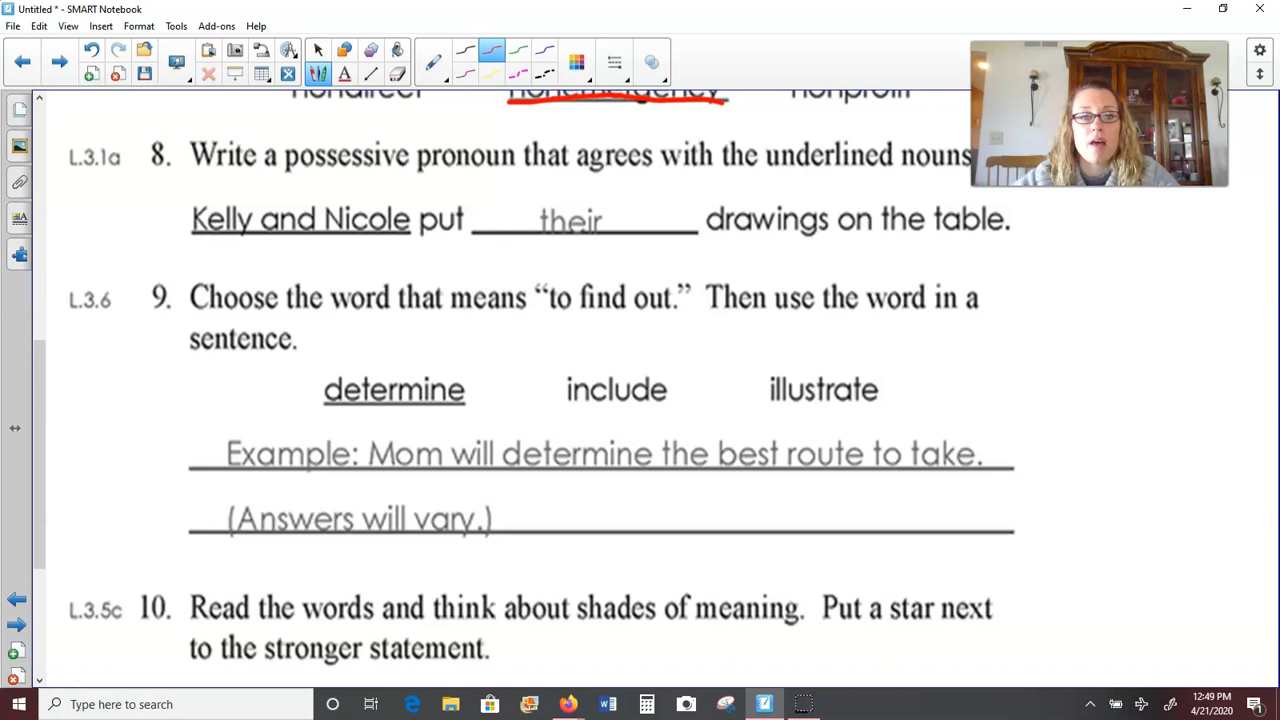 Untitled * - SMART Notebook
File Edit View Insert Format Tools Add-ons Help
nondirect nonemergency nonprofit
L.3.1a 8. Write a possessive pronoun that agrees with the underlined nouns
Kelly and Nicole put their drawings on the table.
L.3.6 9. Choose the word that means “to find out.” Then use the word in a
sentence.
determine include illustrate
Example: Mom will determine the best route to take.
(Answers will vary.)
L.3.5c 10. Read the words and think about shades of meaning. Put a star next
to the stronger statement.
Type here to search
12:49 PM
4/21/2020